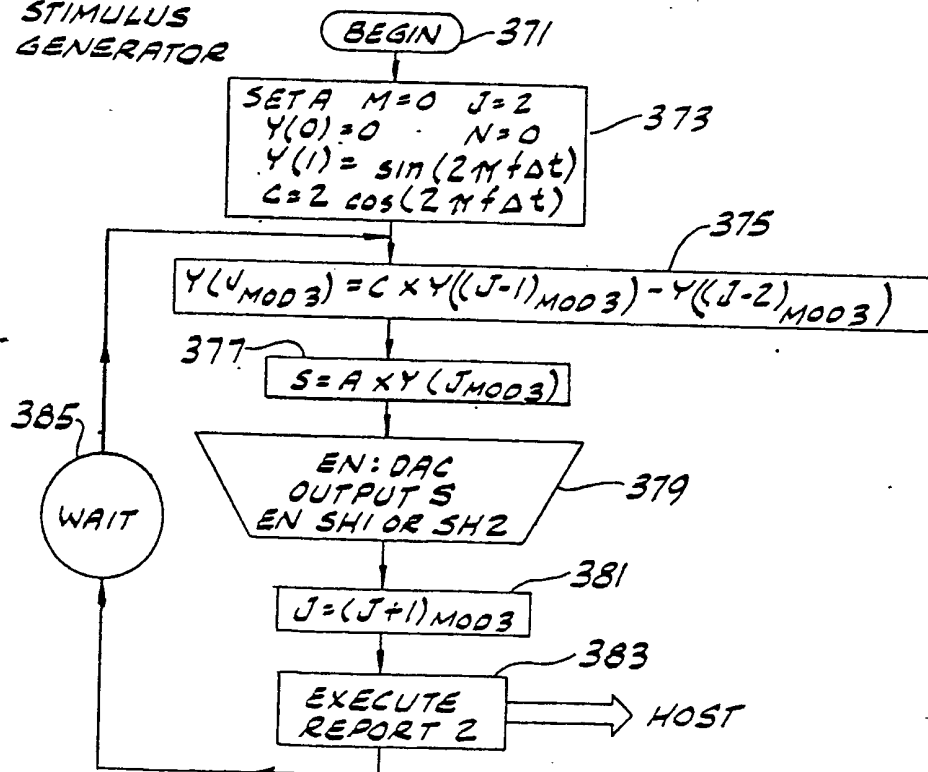 STIMULUS
GENERATOR
BEGIN
371
SET A M=0 J=2
Y(0)=0 N=0
Y(1)= sin(2πfΔt)
C=2 cos(2πfΔt)
373
375
Y(J MOD 3) = C X Y((J-1) MOD 3) - Y((J-2) MOD 3)
377
S=A X Y(J MOD 3)
385
WAIT
EN: DAC
OUTPUT S
EN SH1 OR SH2
379
381
J=(J+1) MOD 3
383
EXECUTE
REPORT 2
HOST